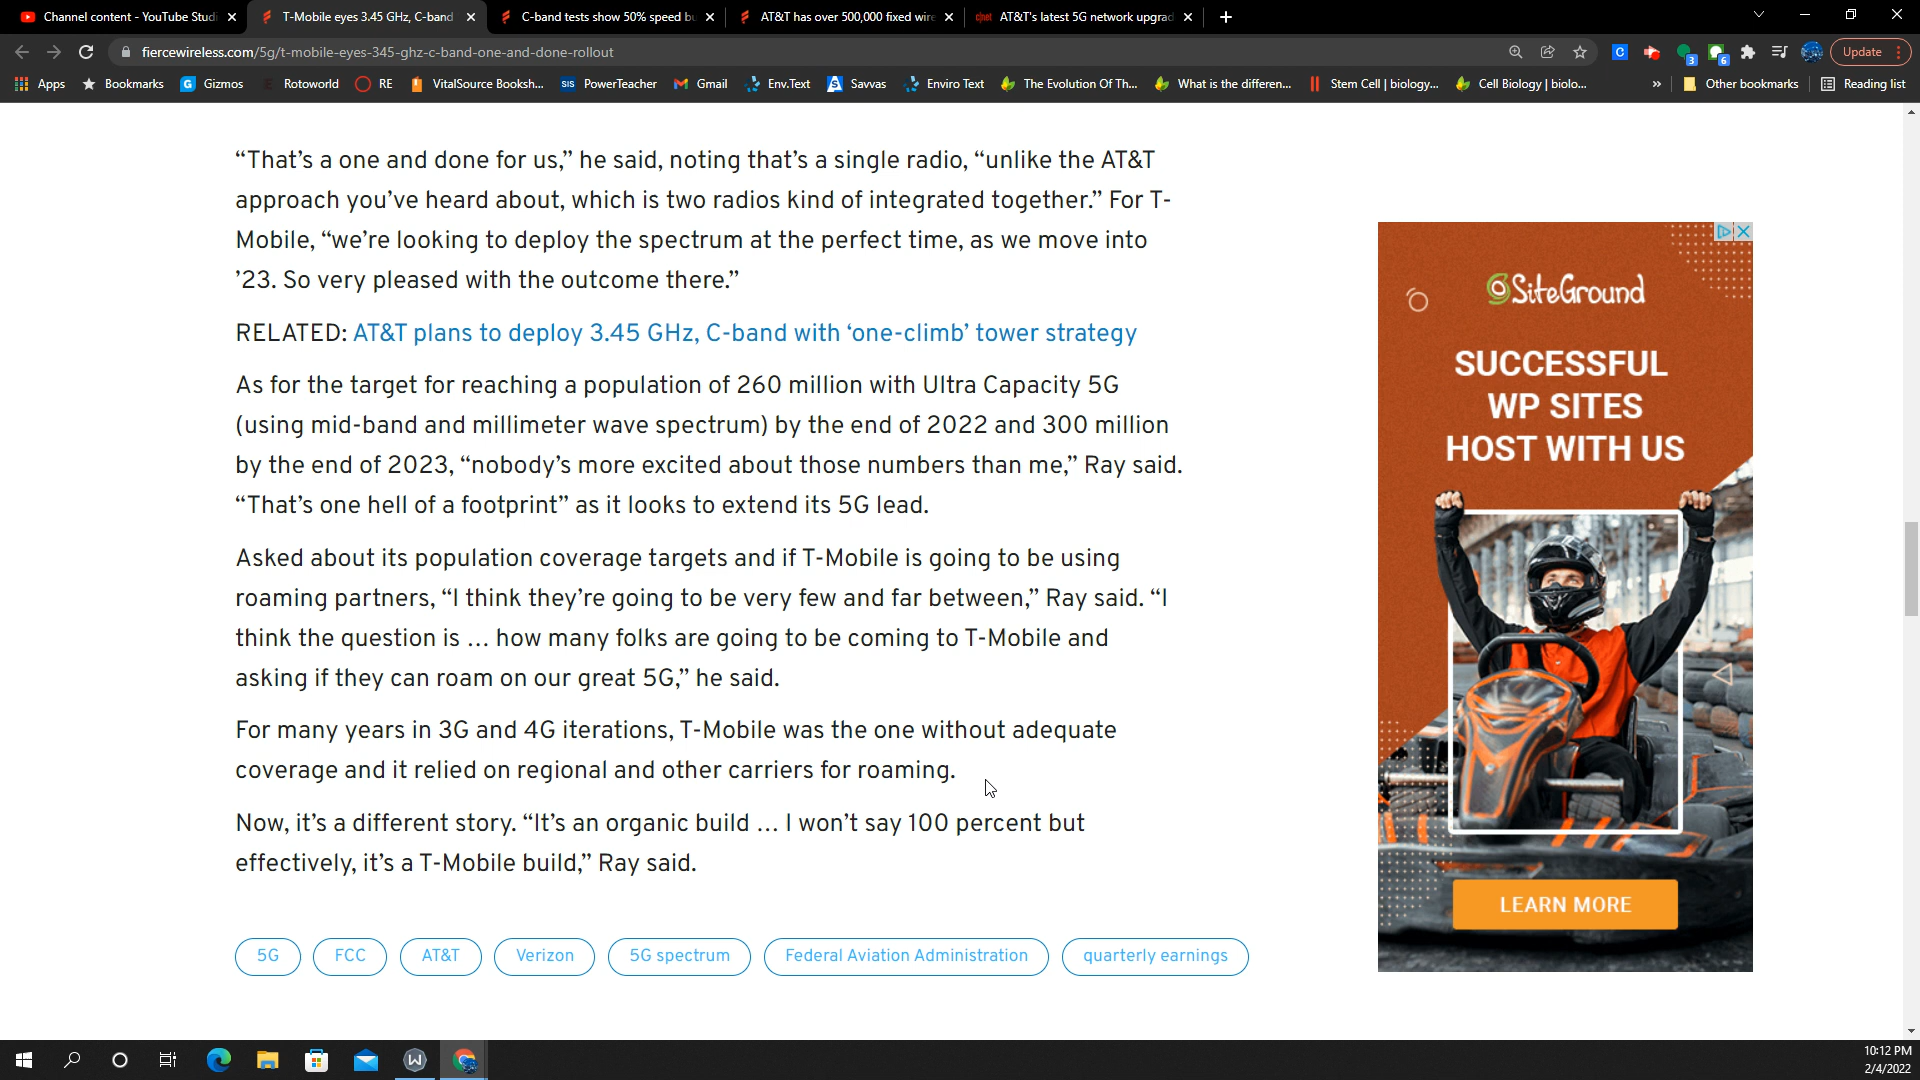 Channel content - YouTube Studi
T-Mobile eyes 3.45 GHz, C-band
C-band tests show 50% speed bu
AT&T has over 500,000 fixed wire
cnet AT&T's latest 5G network upgrad
fiercewireless.com/5g/t-mobile-eyes-345-ghz-c-band-one-and-done-rollout
C
3
6
Update
Apps
Bookmarks
G Gizmos
Rotoworld
RE
VitalSource Booksh...
SIS PowerTeacher
Gmail
Env.Text
Savvas
Enviro Text
The Evolution Of Th...
What is the differen...
Stem Cell | biology...
Cell Biology | biolo...
»
Other bookmarks
Reading list
“That’s a one and done for us,” he said, noting that’s a single radio, “unlike the AT&T
approach you’ve heard about, which is two radios kind of integrated together.” For T-
Mobile, “we’re looking to deploy the spectrum at the perfect time, as we move into
’23. So very pleased with the outcome there.”
RELATED: AT&T plans to deploy 3.45 GHz, C-band with ‘one-climb’ tower strategy
As for the target for reaching a population of 260 million with Ultra Capacity 5G
(using mid-band and millimeter wave spectrum) by the end of 2022 and 300 million
by the end of 2023, “nobody’s more excited about those numbers than me,” Ray said.
“That’s one hell of a footprint” as it looks to extend its 5G lead.
Asked about its population coverage targets and if T-Mobile is going to be using
roaming partners, “I think they’re going to be very few and far between,” Ray said. “I
think the question is … how many folks are going to be coming to T-Mobile and
asking if they can roam on our great 5G,” he said.
For many years in 3G and 4G iterations, T-Mobile was the one without adequate
coverage and it relied on regional and other carriers for roaming.
Now, it’s a different story. “It’s an organic build … I won’t say 100 percent but
effectively, it’s a T-Mobile build,” Ray said.
5G
FCC
AT&T
Verizon
5G spectrum
Federal Aviation Administration
quarterly earnings
SiteGround
SUCCESSFUL
WP SITES
HOST WITH US
LEARN MORE
10:12 PM
2/4/2022